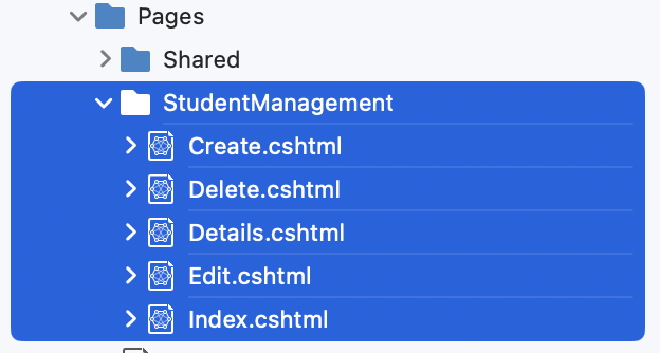 Pages
Shared
StudentManagement
Create.cshtml
Delete.cshtml
Details.cshtml
Edit.cshtml
Index.cshtml